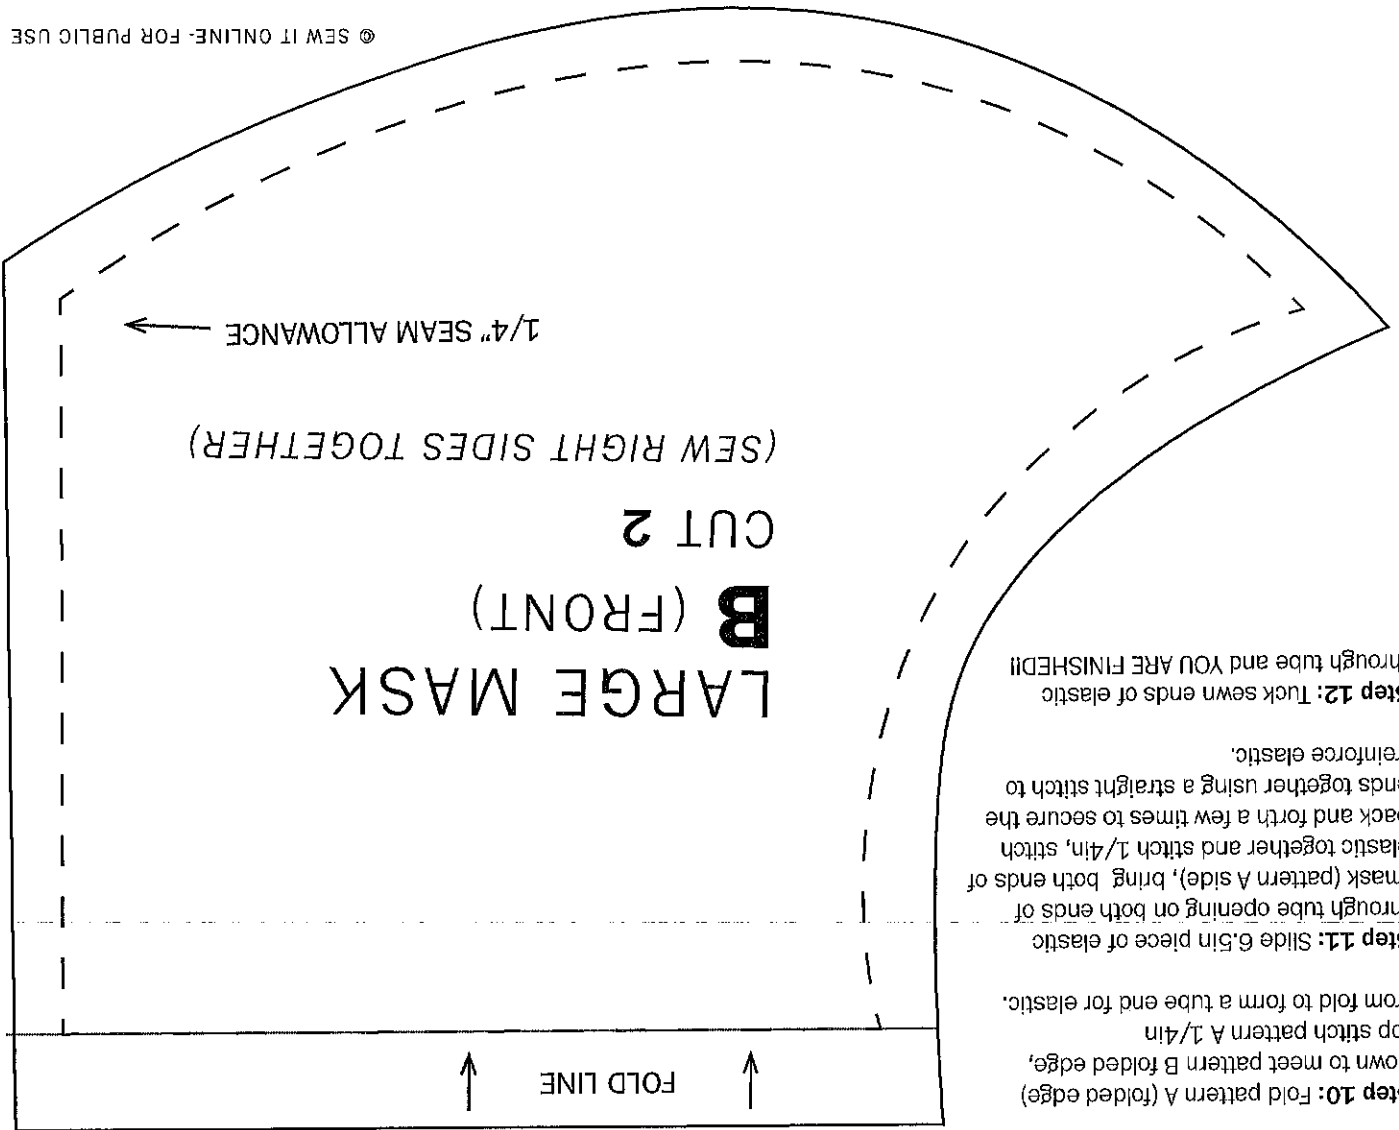 Step 10: Fold pattern A (folded edge)
own to meet pattern B folded edge,
op stitch pattern A 1/4in
rom fold to form a tube end for elastic.
Step 11: Slide 6.5in piece of elastic
hrough tube opening on both ends of
mask (pattern A side), bring both ends of
elastic together and stitch 1/4in, stitch
back and forth a few times to secure the
ends together using a straight stitch to
reinforce elastic.
Step 12: Tuck sewn ends of elastic
hrough tube and YOU ARE FINISHED!!
FOLD LINE
LARGE MASK
B (FRONT)
CUT 2
(SEW RIGHT SIDES TOGETHER)
1/4" SEAM ALLOWANCE
© SEW IT ONLINE- FOR PUBLIC USE